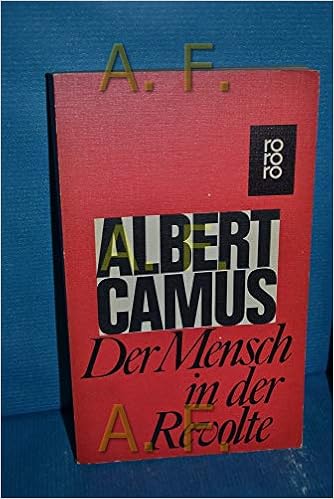 A. F.
ro
ro
ro
ALBERT
A. F.
CAMUS
Der Mensch
in der
A. F.
Revolte